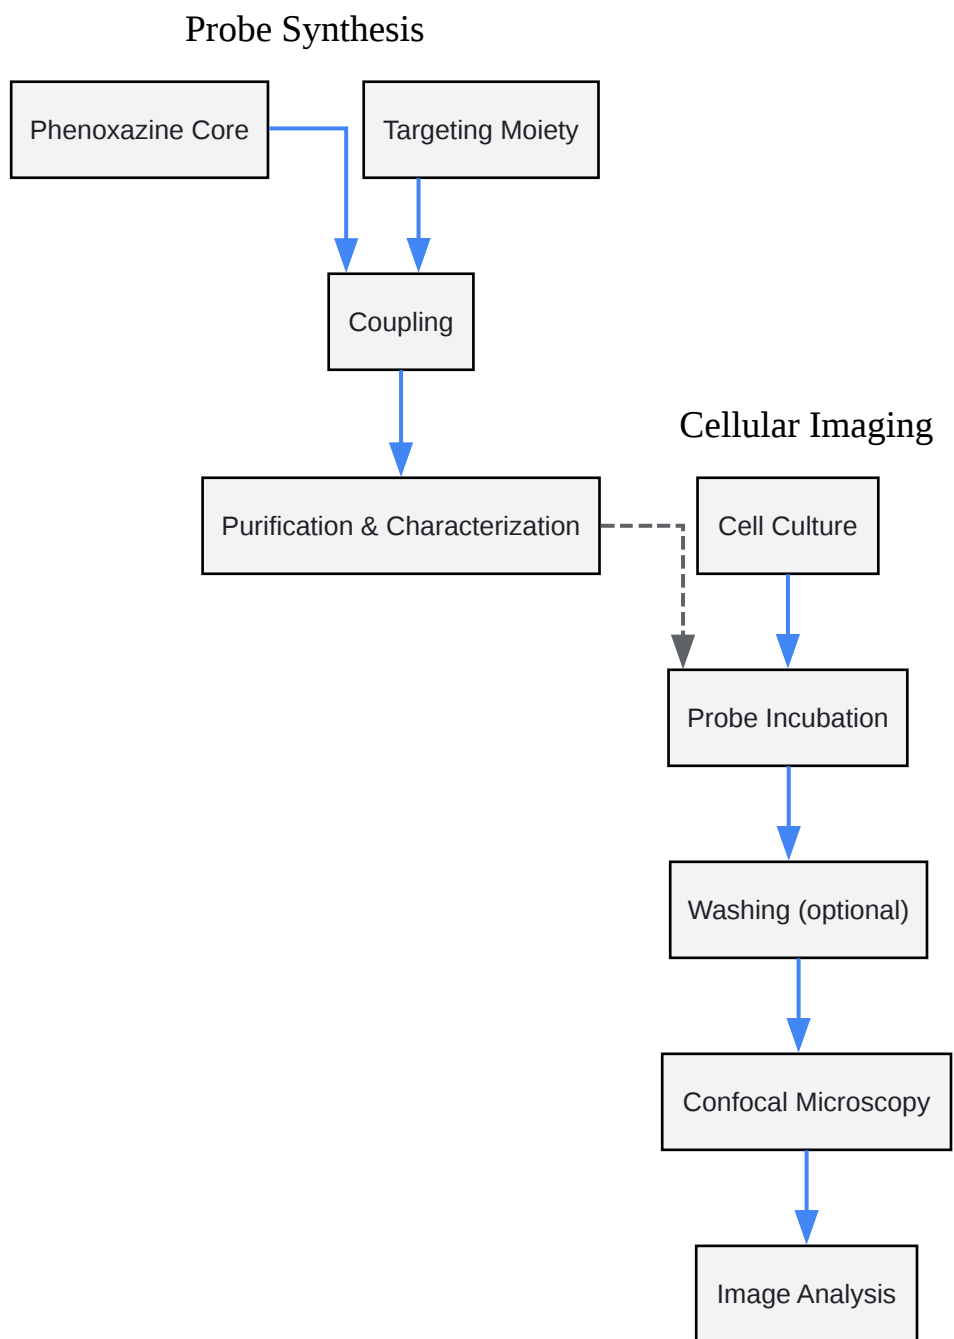 Probe Synthesis
Phenoxazine Core
Targeting Moiety
Coupling
Cellular Imaging
Purification & Characterization
Cell Culture
Probe Incubation
Washing (optional)
Confocal Microscopy
Image Analysis